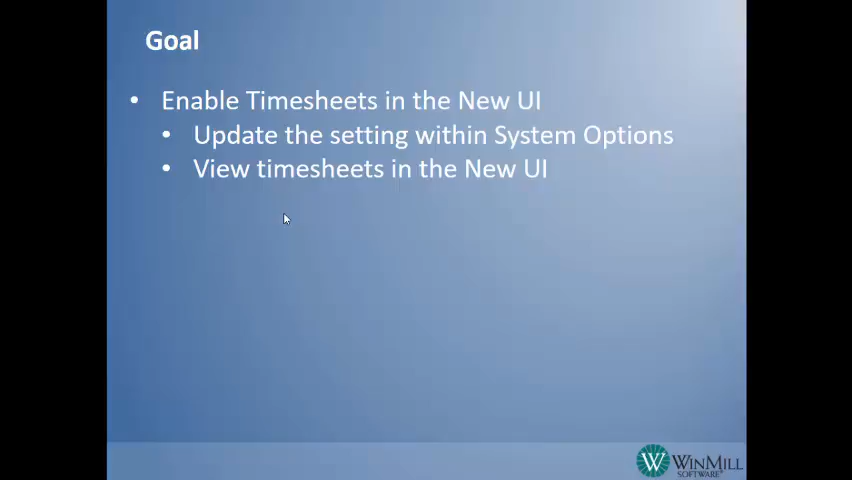 Goal
• Enable Timesheets in the New UI
• Update the setting within System Options
• View timesheets in the New UI
W WINMILL
SOFTWARE®